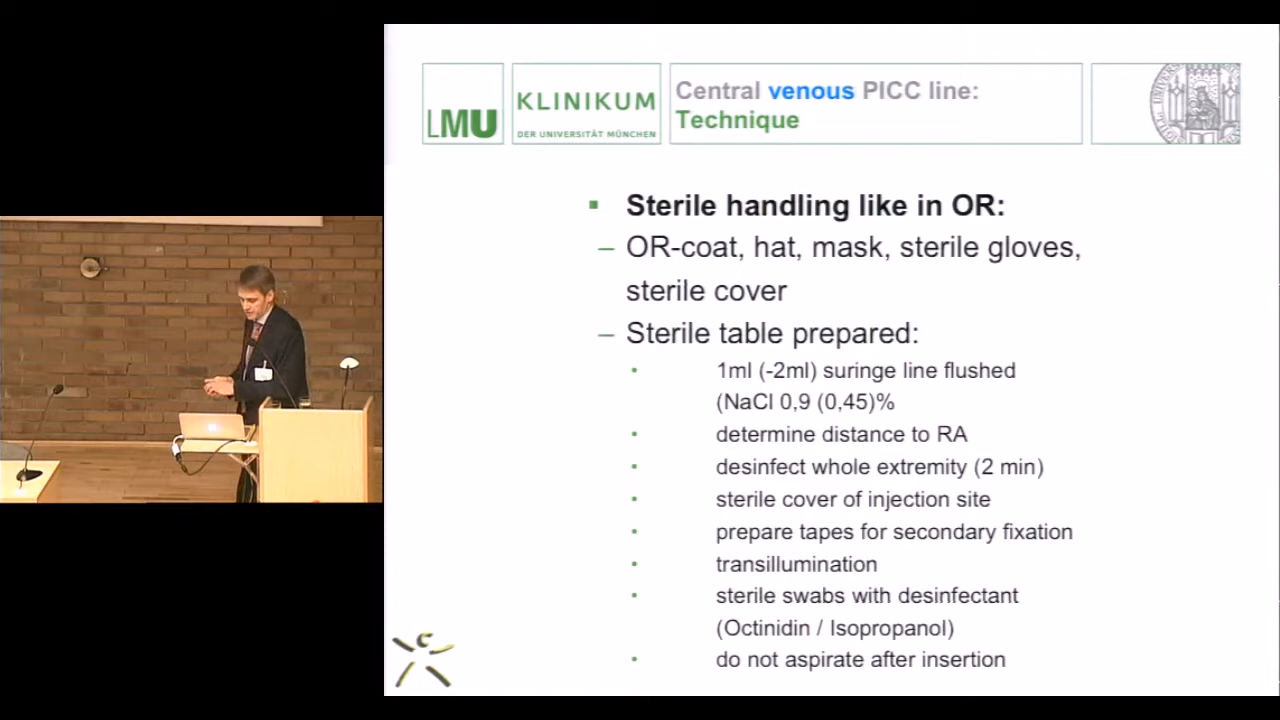 LMU
KLINIKUM
DER UNIVERSITÄT MÜNCHEN
Central venous PICC line:
Technique
Sterile handling like in OR:
– OR-coat, hat, mask, sterile gloves,
sterile cover
– Sterile table prepared:
1ml (-2ml) suringe line flushed
(NaCl 0,9 (0,45)%
determine distance to RA
desinfect whole extremity (2 min)
sterile cover of injection site
prepare tapes for secondary fixation
transillumination
sterile swabs with desinfectant
(Octinidin / Isopropanol)
do not aspirate after insertion